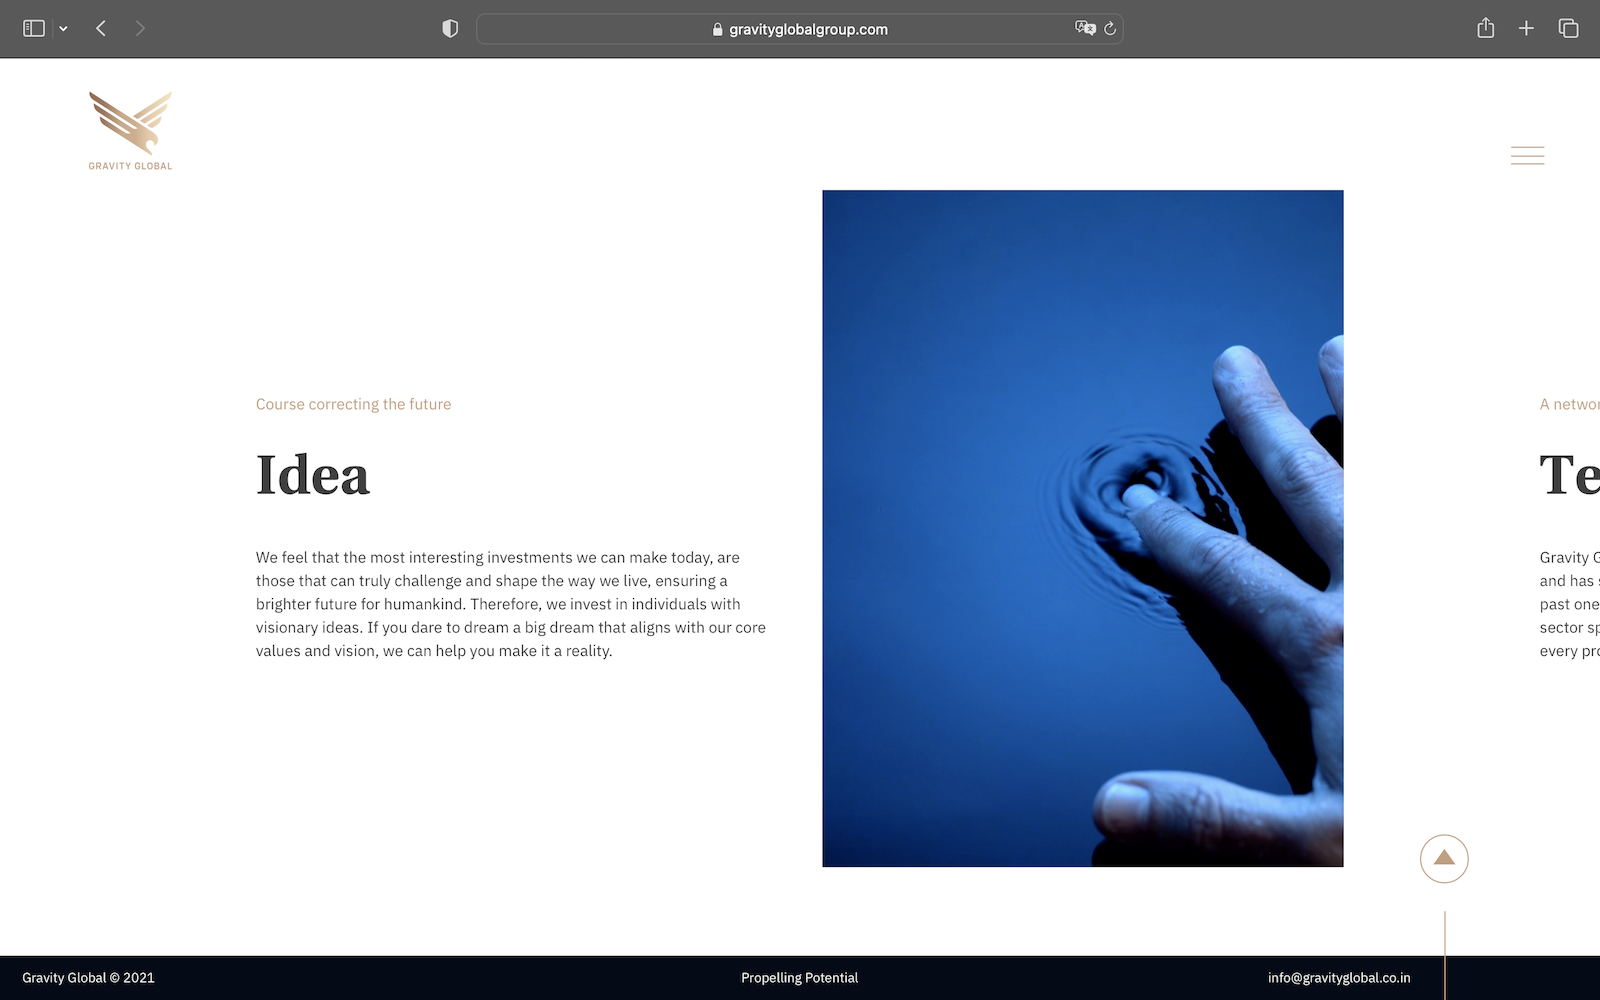 gravityglobalgroup.com
GRAVITY GLOBAL
Course correcting the future
Idea
We feel that the most interesting investments we can make today, are
those that can truly challenge and shape the way we live, ensuring a
brighter future for humankind. Therefore, we invest in individuals with
visionary ideas. If you dare to dream a big dream that aligns with our core
values and vision, we can help you make it a reality.
A
Gravity
and has
past one
sector
every
Gravity Global © 2021
Propelling Potential
info@gravityglobal.co.in